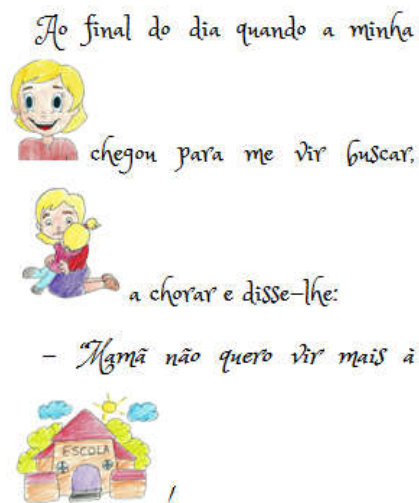 Ao final do dia quando a minha
chegou para me vir buscar,
a chorar e disse-lhe:
- "Mamã não quero vir mais à
ESCOLA
!